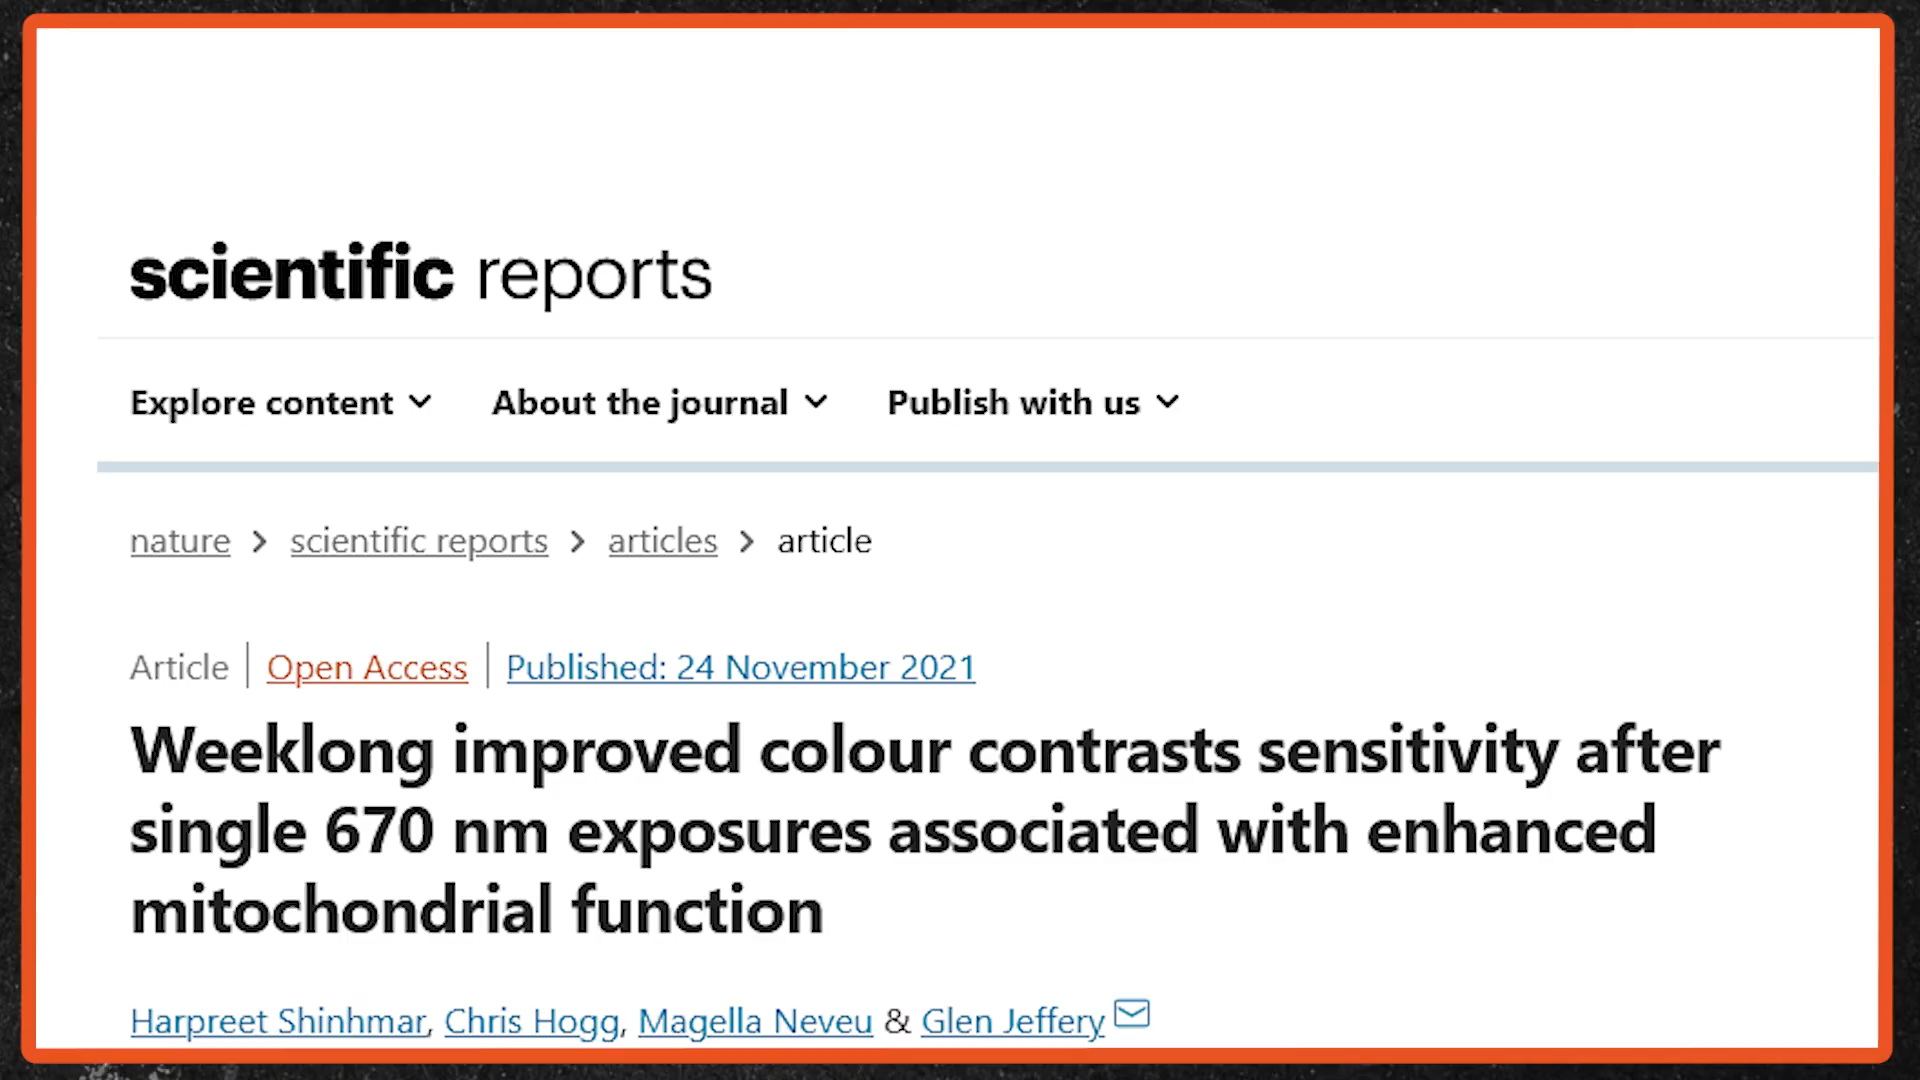 scientific reports
Explore content About the journal Publish with us
nature > scientific reports > articles > article
Article | Open Access | Published: 24 November 2021
Weeklong improved colour contrasts sensitivity after
single 670 nm exposures associated with enhanced
mitochondrial function
Harpreet Shinhmar, Chris Hogg, Magella Neveu & Glen Jeffery